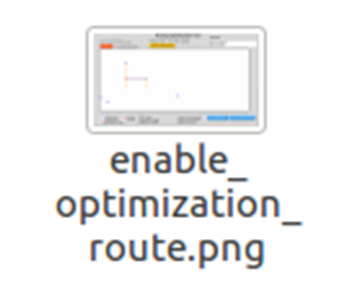 enable_
optimization_
route.png